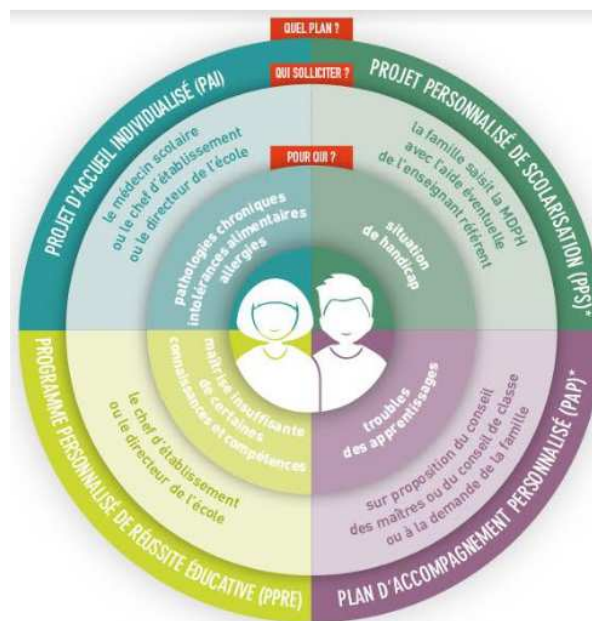 QUEL PLAN ?
QUI SOLLICITER ?
POUR QUI ?
PROJET D'ACCUEIL INDIVIDUALISÉ (PAI)
le médecin scolaire
ou le chef d'établissement
ou le directeur de l'école
pathologies chroniques
intolérances alimentaires
allergies
PROJET PERSONNALISÉ DE SCOLARISATION (PPS)*
la famille saisit la MDPH
avec l'aide éventuelle
de l'enseignant référent
situation
de handicap
PROGRAMME PERSONNALISÉ DE RÉUSSITE ÉDUCATIVE (PPRE)
le chef d'établissement
ou le directeur de l'école
maîtrise insuffisante
de certaines
connaissances et compétences
PLAN D'ACCOMPAGNEMENT PERSONNALISÉ (PAP)*
sur proposition du conseil
des maîtres ou du conseil de classe
ou à la demande de la famille
troubles
des apprentissages